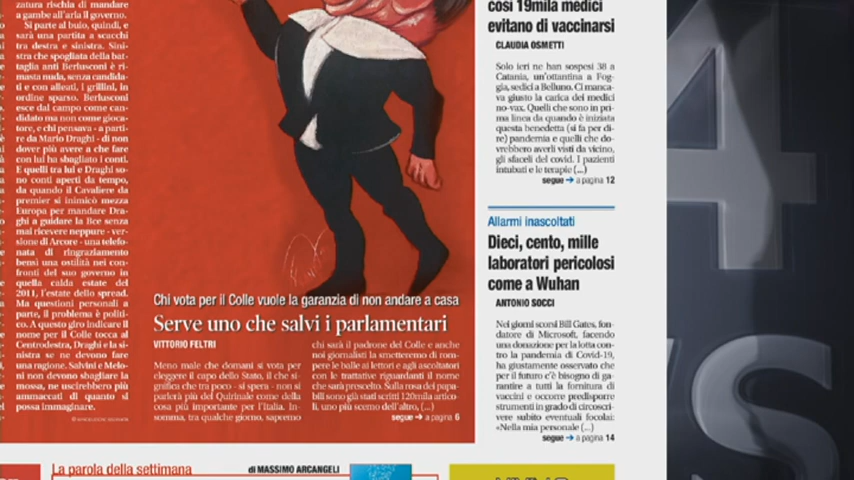 zatura rischia di mandare
a gambe all'aria il governo.
Si parte al buio, quindi, e
sarà una partita a scacchi
tra destra e sinistra. Sini-
stra che spogliata della bat-
taglia anti Berlusconi è ri-
masta nuda, senza candida-
ti e con alleati, i grillini, in
ordine sparso. Berlusconi
esce dal campo come can-
didato ma non come gioca-
tore, e chi pensava - a parti-
re da Mario Draghi - di non
dover più avere a che fare
con lui ha sbagliato i conti.
E quelli tra lui e Draghi so-
no conti aperti da tempo,
da quando il Cavaliere da
premier si inimicò mezza
Europa per mandare Dra-
ghi a guidare la Bce senza
mai ricevere neppure - ver-
sione di Arcore - una telefo-
nata di ringraziamento
bensì una ostilità nei con-
fronti del suo governo in
quella calda estate del
2011, l'estate dello spread.
Ma questioni personali a
parte, il problema è politi-
co. A questo giro indicare il
nome per il Colle tocca al
Centrodestra, Draghi e la si-
nistra se ne devono fare
una ragione. Salvini e Melo-
ni non devono sbagliare la
mossa, ne uscirebbero più
ammaccati di quanto si
possa immaginare.
© RIPRODUZIONE RISERVATA
Chi vota per il Colle vuole la garanzia di non andare a casa
Serve uno che salvi i parlamentari
VITTORIO FELTRI
Meno male che domani si vota per
eleggere il capo dello Stato, il che si-
gnifica che tra poco - si spera - non si
parlerà più del Quirinale come della
cosa più importante per l'Italia. In-
somma, tra qualche giorno, sapremo
chi sarà il padrone del Colle e anche
noi giornalisti la smetteremo di rom-
pere le balle ai lettori e agli ascoltatori
con le trattative riguardanti il nome
che sarà prescelto. Sulla rosa dei papa-
bili sono già stati scritti 120mila artico-
li, uno più scemo dell'altro, (...)
segue ➔ a pagina 6
così 19mila medici
evitano di vaccinarsi
CLAUDIA OSMETTI
Solo ieri ne han sospesi 38 a
Catania, un'ottantina a Fog-
gia, sedici a Belluno. Ci manca-
va giusto la carica dei medici
no-vax. Quelli che sono in pri-
ma linea da quando è iniziata
questa benedetta (si fa per di-
re) pandemia e quelli che do-
vrebbero averli visti da vicino,
gli sfaceli del covid. I pazienti
intubati e le terapie (...)
segue ➔ a pagina 12
Allarmi inascoltati
Dieci, cento, mille
laboratori pericolosi
come a Wuhan
ANTONIO SOCCI
Nei giorni scorsi Bill Gates, fon-
datore di Microsoft, facendo
una donazione per la lotta con-
tro la pandemia di Covid-19,
ha giustamente osservato che
per il futuro c'è bisogno di ga-
rantire a tutti la fornitura di
vaccini e occorre predisporre
strumenti in grado di circoscri-
vere subito eventuali focolai:
«Nella mia personale (...)
segue ➔ a pagina 14
La parola della settimana
di MASSIMO ARCANGELI
4